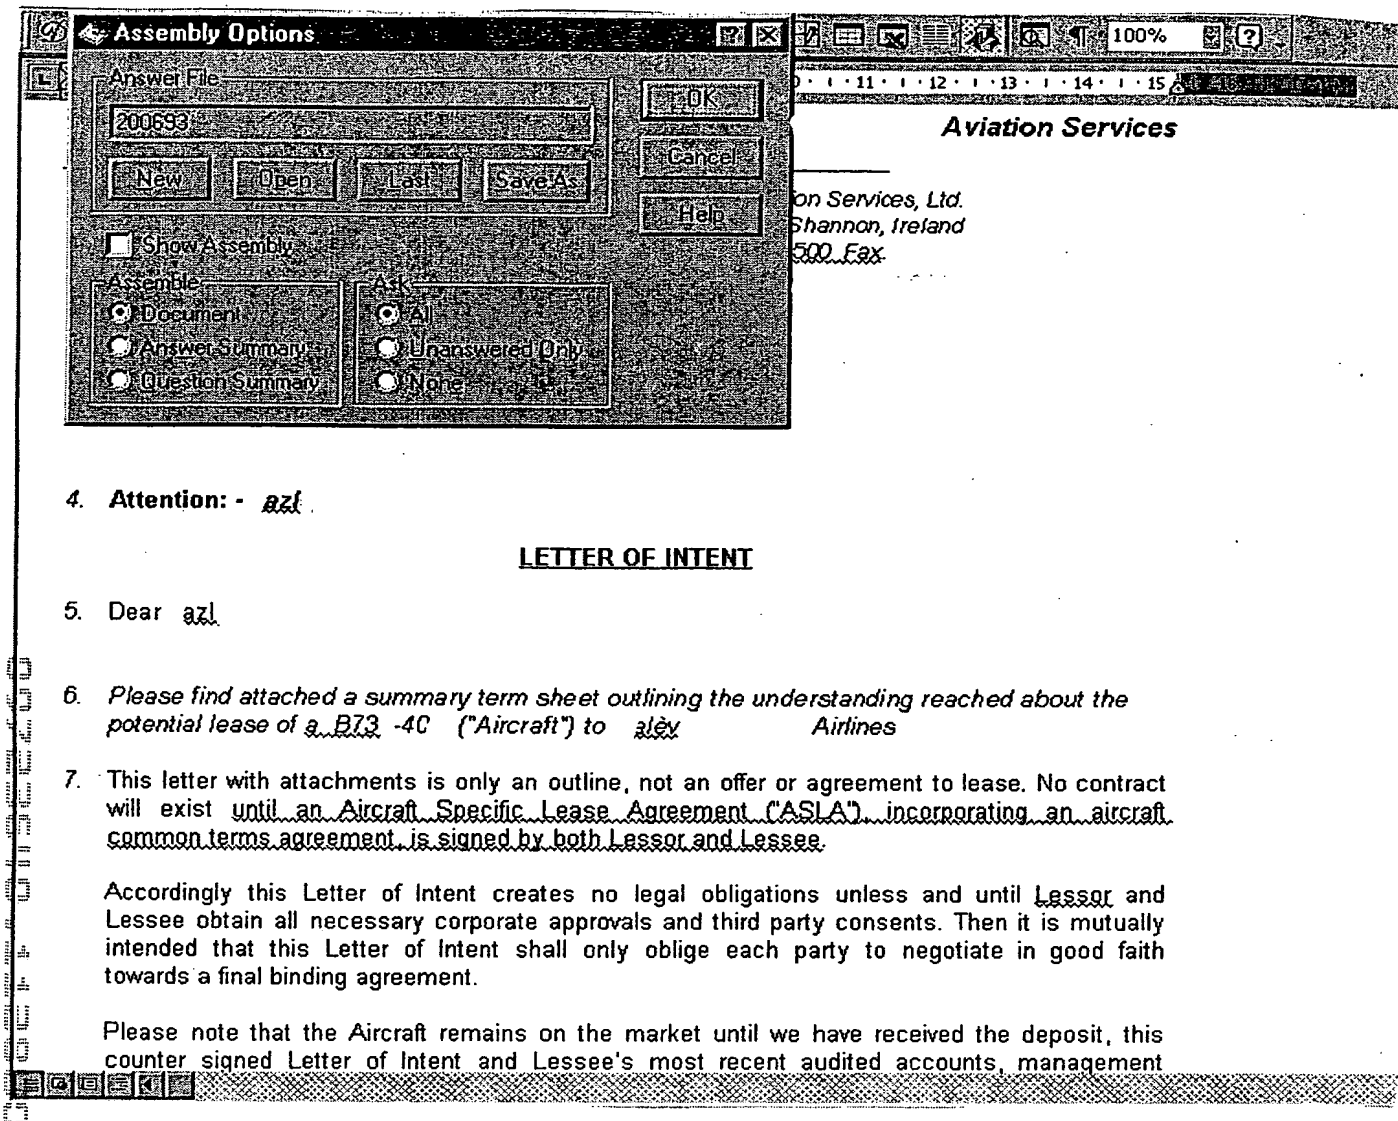 Assembly Options
100%
Answer File
11 · 12 · 13 · 14 · 15
200693
OK
Aviation Services
Cancel
New Open Last Save As
Help
on Services, Ltd.
Shannon, Ireland
500 Fax
Show Assembly
Assemble Ask
Document All
Answer Summary Unanswered Only
Question Summary None
4. Attention: - azl
LETTER OF INTENT
5. Dear azl
6. Please find attached a summary term sheet outlining the understanding reached about the
potential lease of a B73 -4C ("Aircraft") to alev Airlines
7. This letter with attachments is only an outline, not an offer or agreement to lease. No contract
will exist until an Aircraft Specific Lease Agreement ("ASLA"), incorporating an aircraft
common terms agreement, is signed by both Lessor and Lessee.
Accordingly this Letter of Intent creates no legal obligations unless and until Lessor and
Lessee obtain all necessary corporate approvals and third party consents. Then it is mutually
intended that this Letter of Intent shall only oblige each party to negotiate in good faith
towards a final binding agreement.
Please note that the Aircraft remains on the market until we have received the deposit, this
counter signed Letter of Intent and Lessee's most recent audited accounts, management